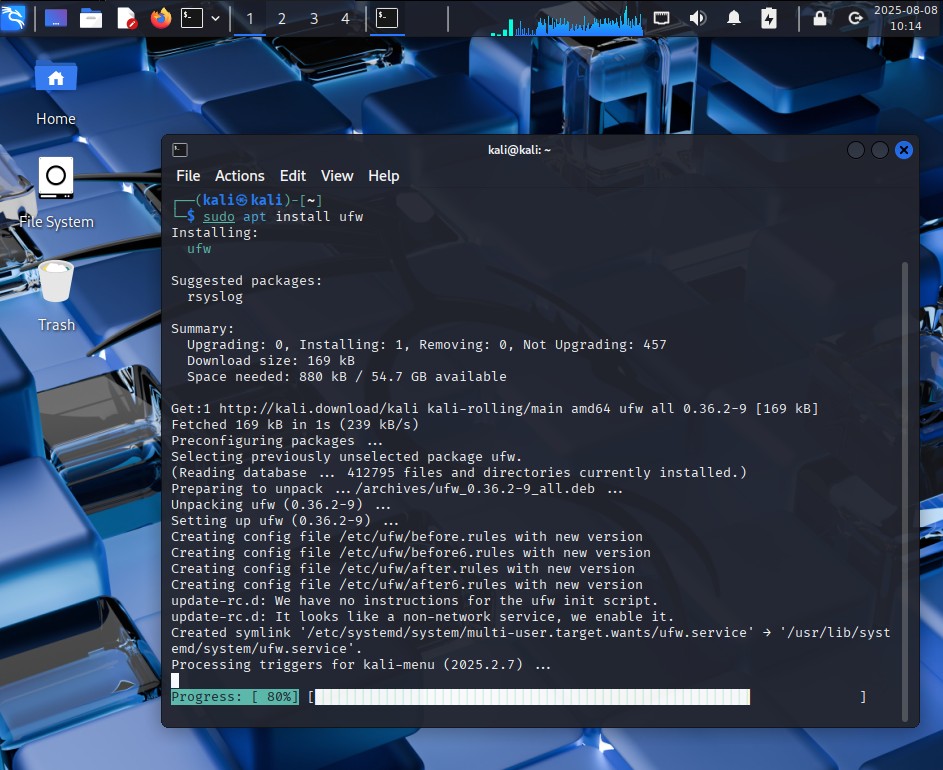 1 2 3 4
2025-08-08
10:14
Home
File System
Trash
kali@kali: ~
File Actions Edit View Help
┌──(kali㉿kali)-[~]
└─$ sudo apt install ufw
Installing:
  ufw
Suggested packages:
  rsyslog
Summary:
  Upgrading: 0, Installing: 1, Removing: 0, Not Upgrading: 457
  Download size: 169 kB
  Space needed: 880 kB / 54.7 GB available
Get:1 http://kali.download/kali kali-rolling/main amd64 ufw all 0.36.2-9 [169 kB]
Fetched 169 kB in 1s (239 kB/s)
Preconfiguring packages ...
Selecting previously unselected package ufw.
(Reading database ... 412795 files and directories currently installed.)
Preparing to unpack .../archives/ufw_0.36.2-9_all.deb ...
Unpacking ufw (0.36.2-9) ...
Setting up ufw (0.36.2-9) ...
Creating config file /etc/ufw/before.rules with new version
Creating config file /etc/ufw/before6.rules with new version
Creating config file /etc/ufw/after.rules with new version
Creating config file /etc/ufw/after6.rules with new version
update-rc.d: We have no instructions for the ufw init script.
update-rc.d: It looks like a non-network service, we enable it.
Created symlink '/etc/systemd/system/multi-user.target.wants/ufw.service' → '/usr/lib/syst
emd/system/ufw.service'.
Processing triggers for kali-menu (2025.2.7) ...
Progress: [ 80%] [ ]